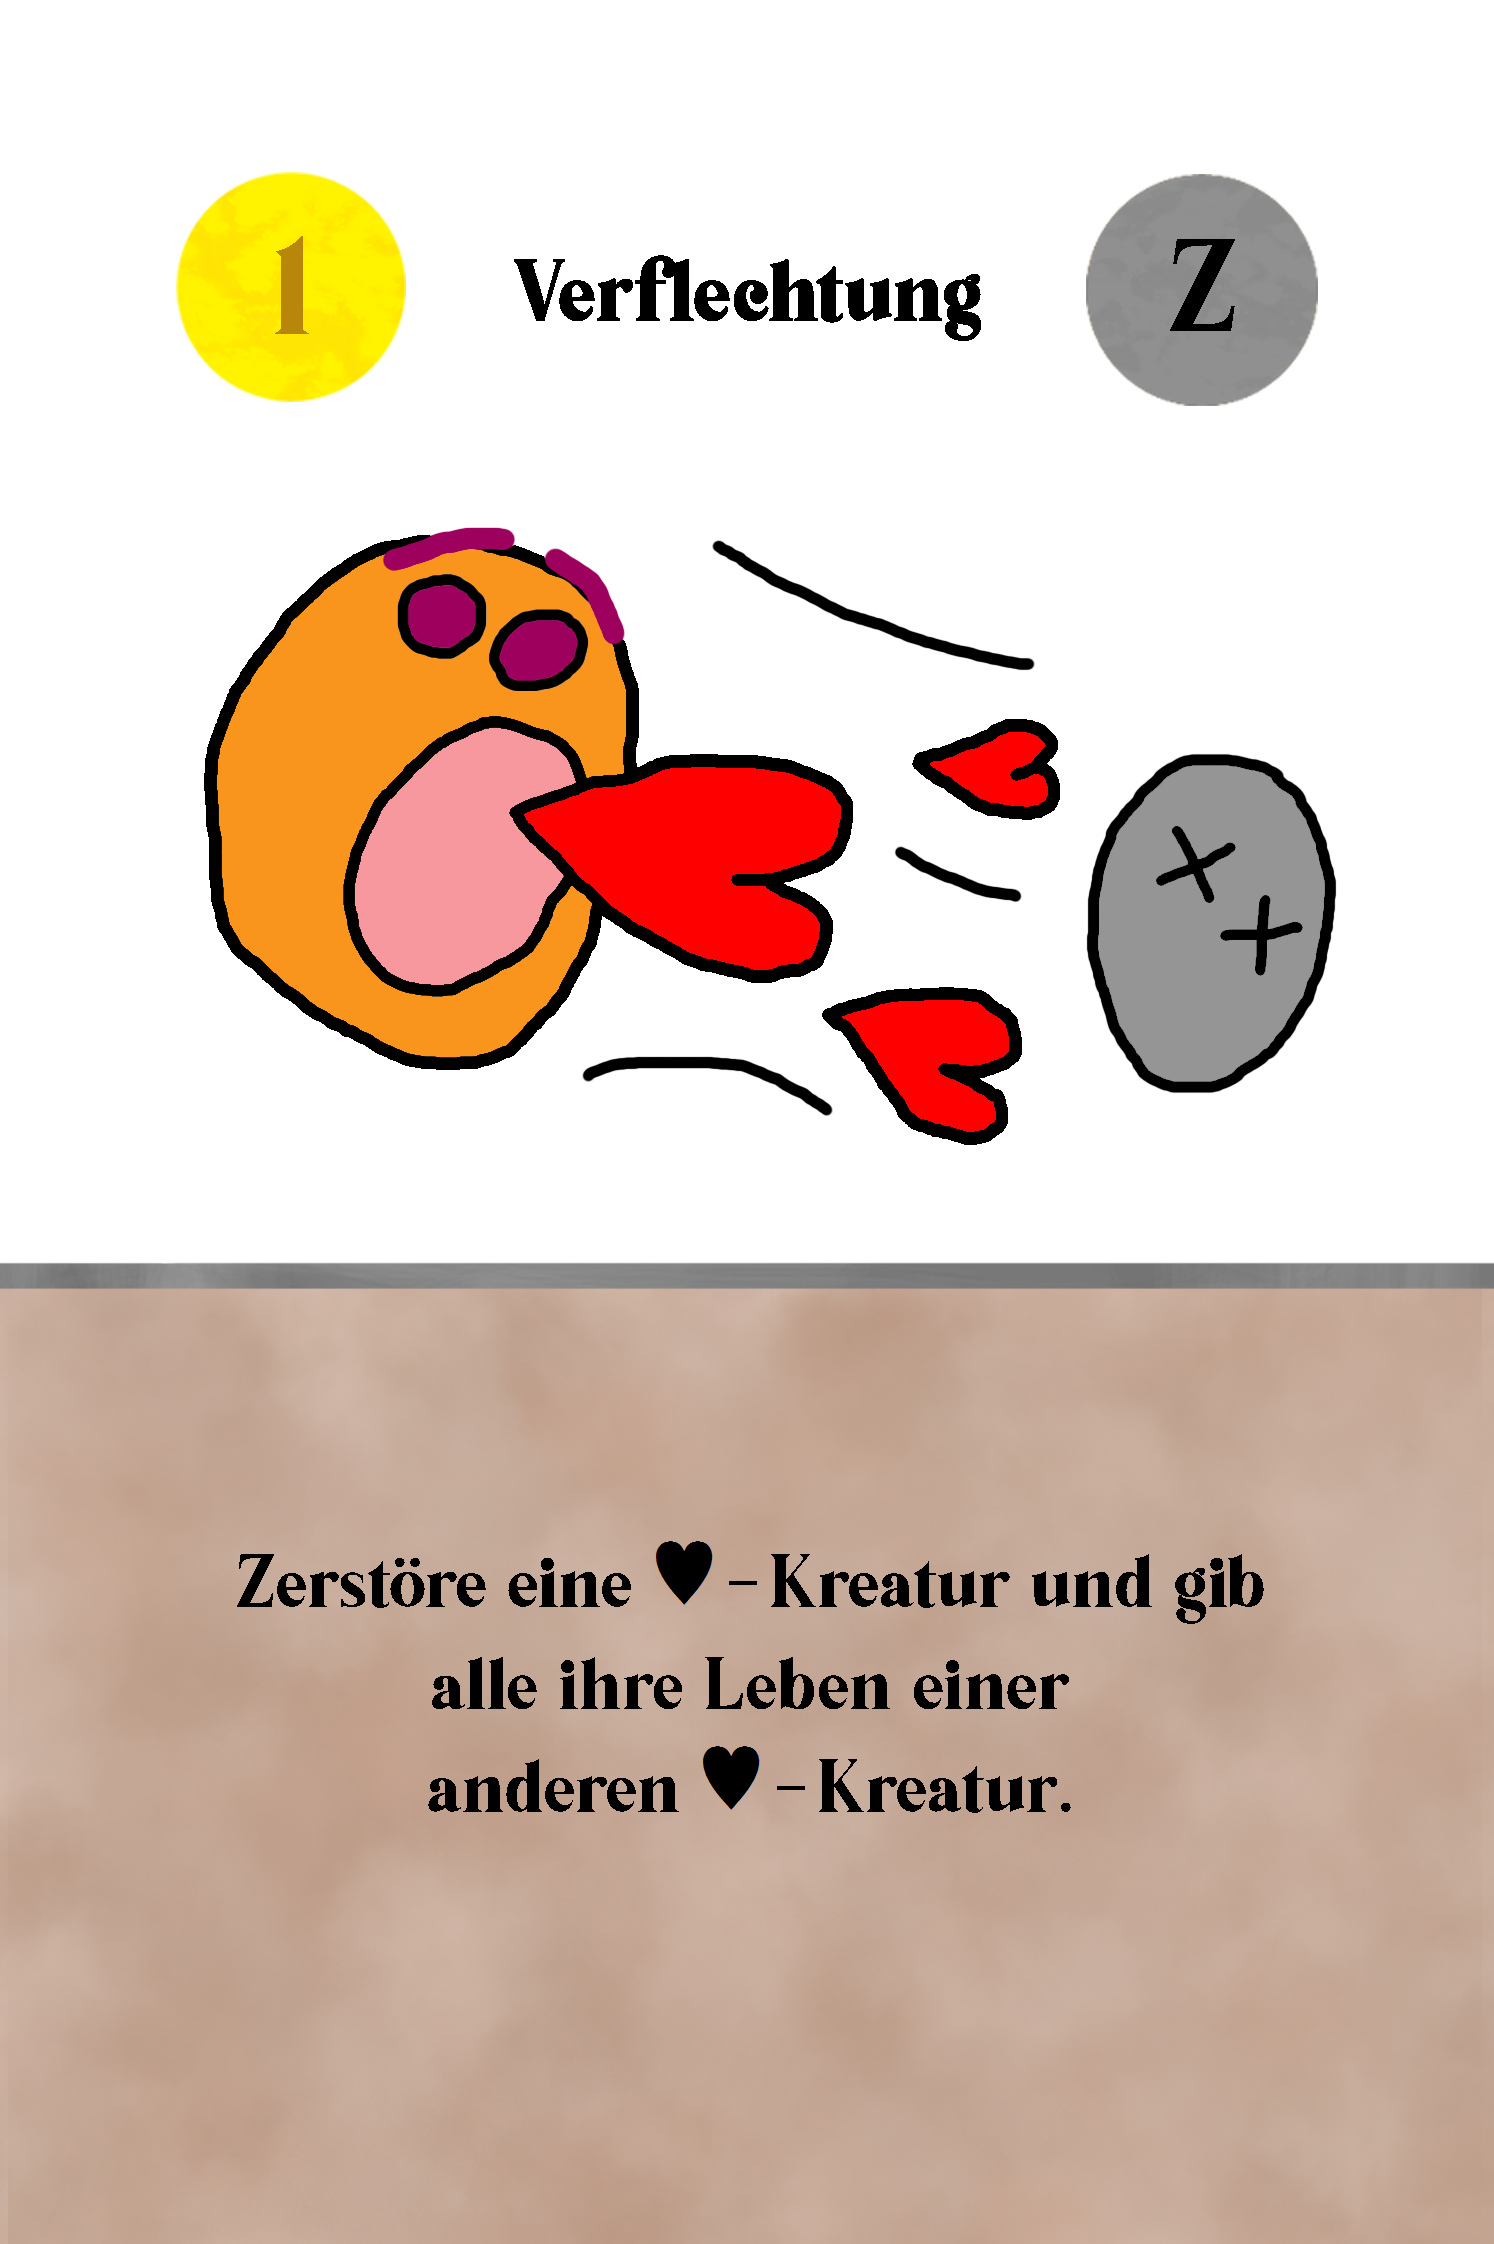 1 Verflechtung Z
Zerstöre eine ♥-Kreatur und gib
alle ihre Leben einer
anderen ♥-Kreatur.